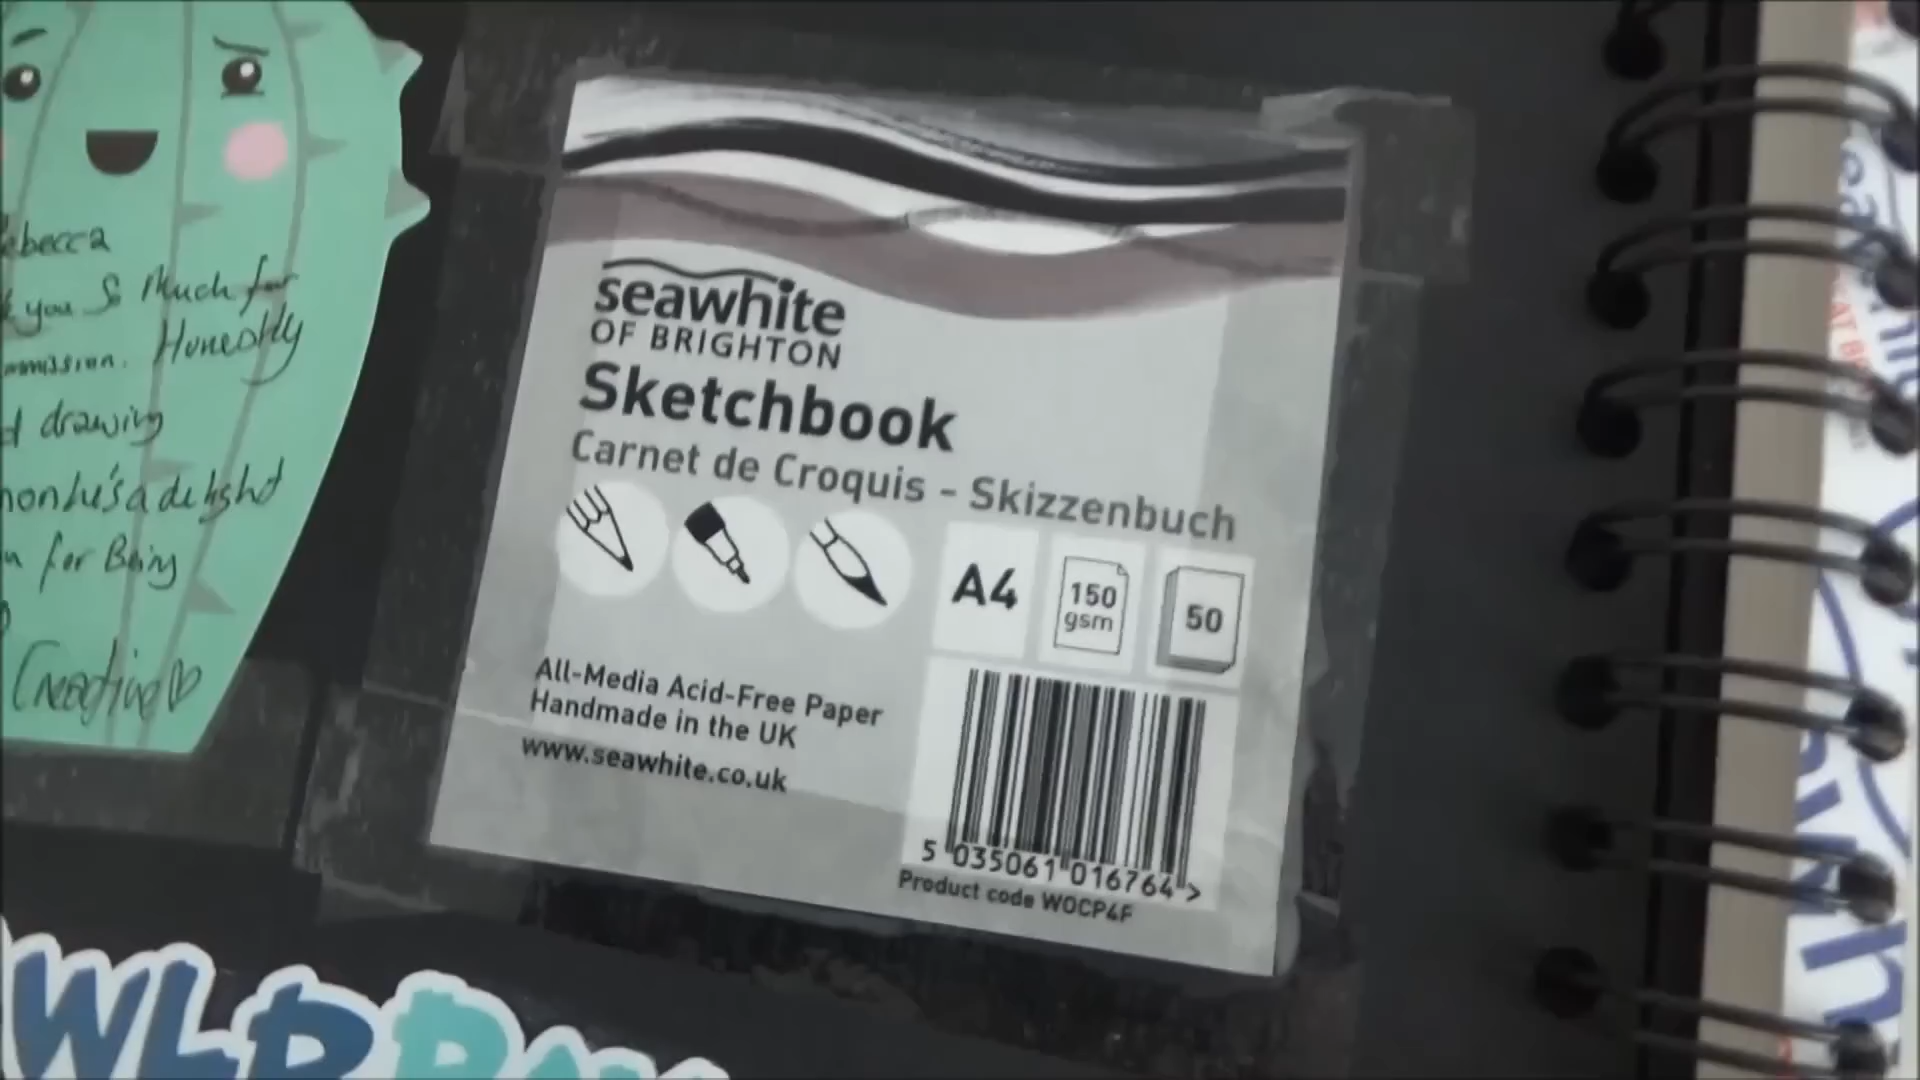 you So Much for
Honestly
drawing
a delight
for Being
Creative♡
seawhite
OF BRIGHTON
Sketchbook
Carnet de Croquis - Skizzenbuch
A4
150
gsm
50
All-Media Acid-Free Paper
Handmade in the UK
www.seawhite.co.uk
5 035061 016764 >
Product code WOCP4F
WLD